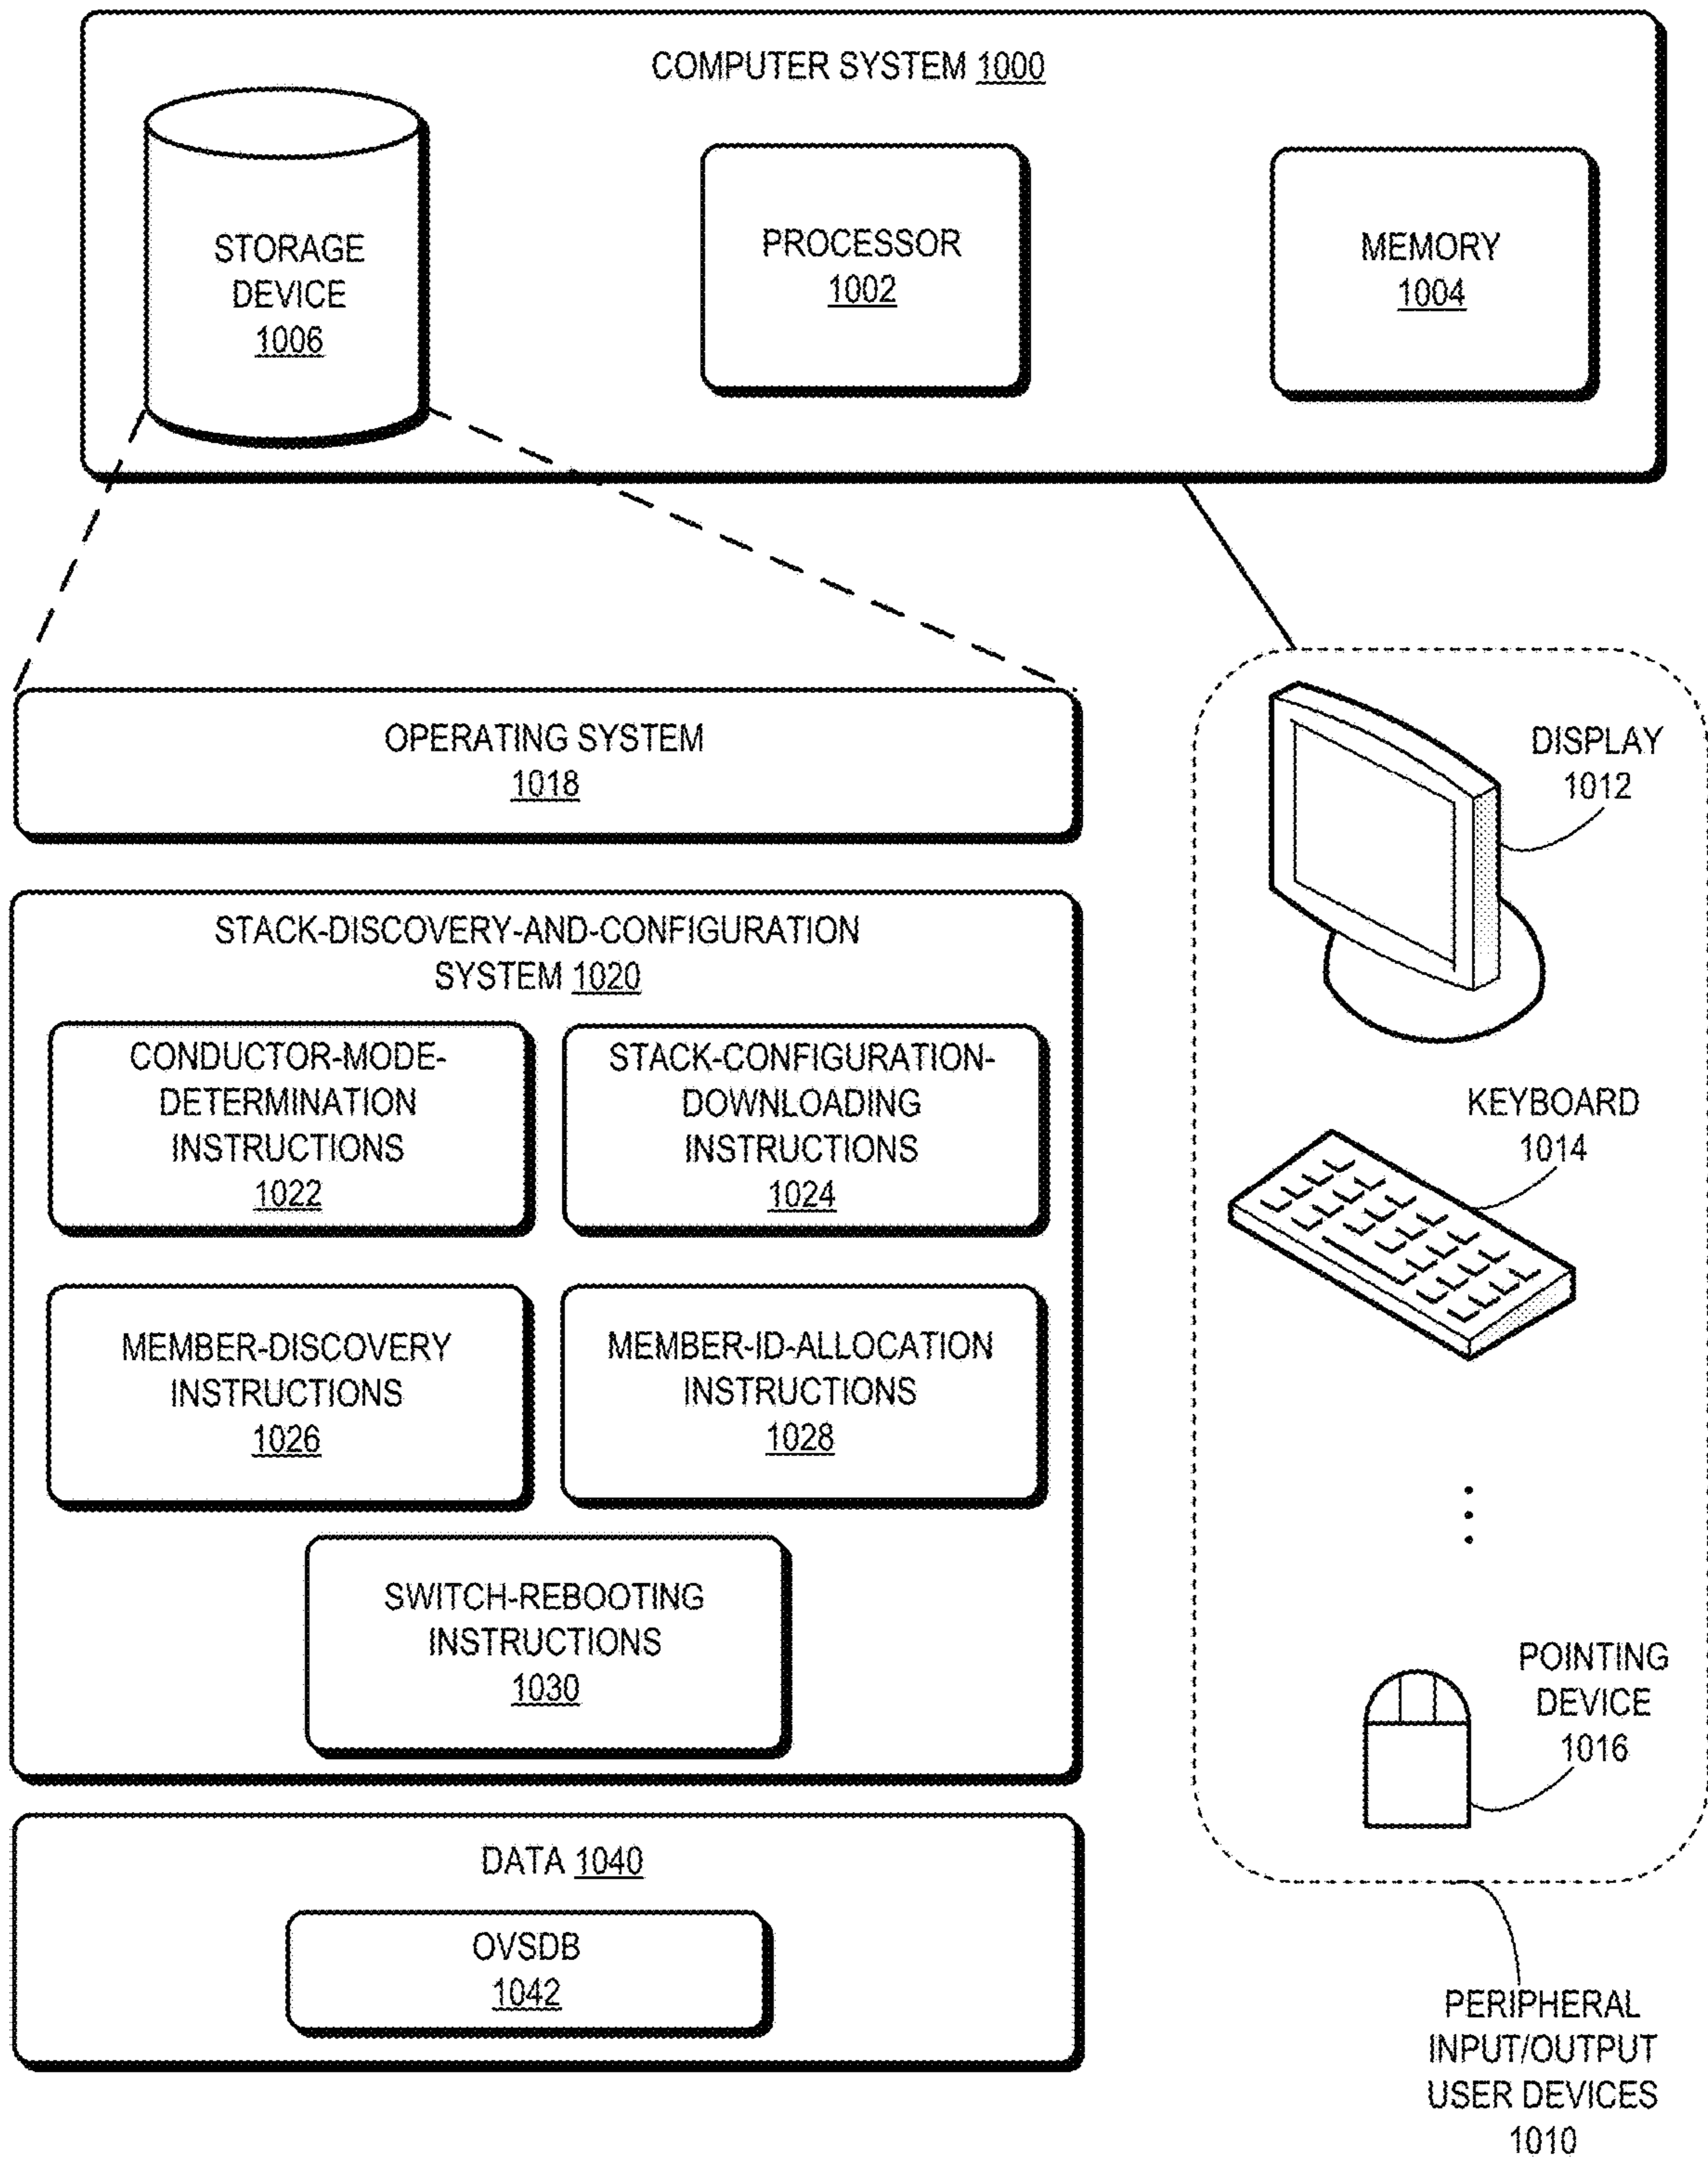 COMPUTER SYSTEM 1000
STORAGE
DEVICE
1006
PROCESSOR
1002
MEMORY
1004
OPERATING SYSTEM
1018
STACK-DISCOVERY-AND-CONFIGURATION
SYSTEM 1020
CONDUCTOR-MODE-
DETERMINATION
INSTRUCTIONS
1022
STACK-CONFIGURATION-
DOWNLOADING
INSTRUCTIONS
1024
MEMBER-DISCOVERY
INSTRUCTIONS
1026
MEMBER-ID-ALLOCATION
INSTRUCTIONS
1028
SWITCH-REBOOTING
INSTRUCTIONS
1030
DATA 1040
OVSDB
1042
DISPLAY
1012
KEYBOARD
1014
POINTING
DEVICE
1016
PERIPHERAL
INPUT/OUTPUT
USER DEVICES
1010